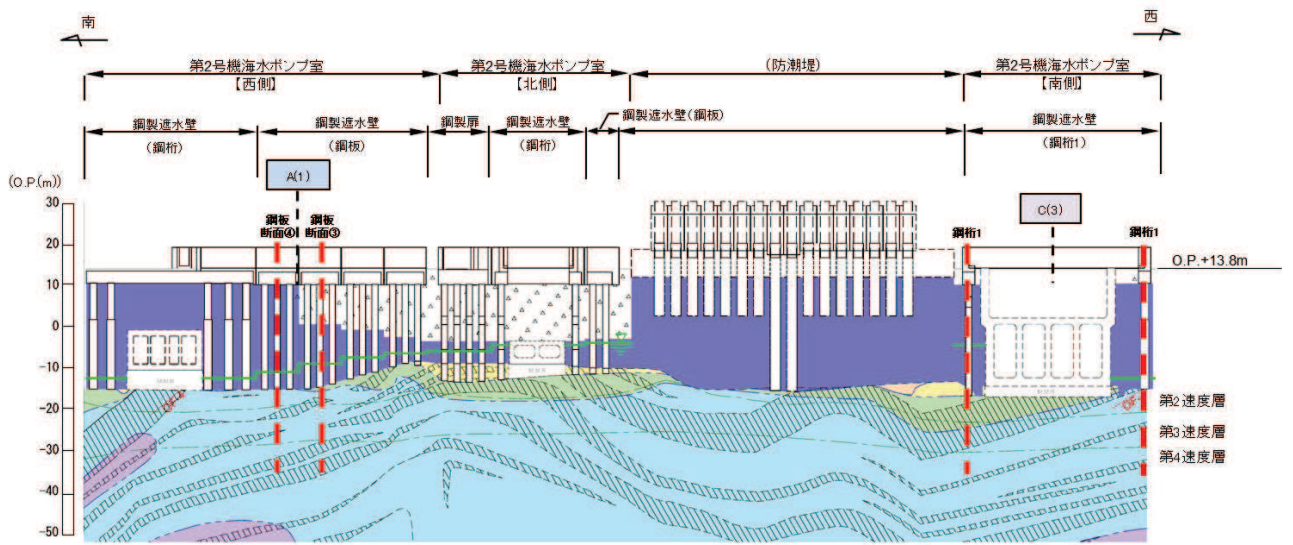 南
西
第2号機海水ポンプ室
【西側】
第2号機海水ポンプ室
【北側】
(防潮堤)
第2号機海水ポンプ室
【南側】
鋼製遮水壁
(鋼桁)
鋼製遮水壁
(鋼板)
鋼製扉
鋼製遮水壁
(鋼桁)
鋼製遮水壁(鋼板)
鋼製遮水壁
(鋼桁1)
A(1)
C(3)
(O.P.(m))
鋼板
断面④
鋼板
断面③
鋼桁1
鋼桁1
O.P.+13.8m
30
20
10
0
-10
-20
-30
-40
-50
第2速度層
第3速度層
第4速度層